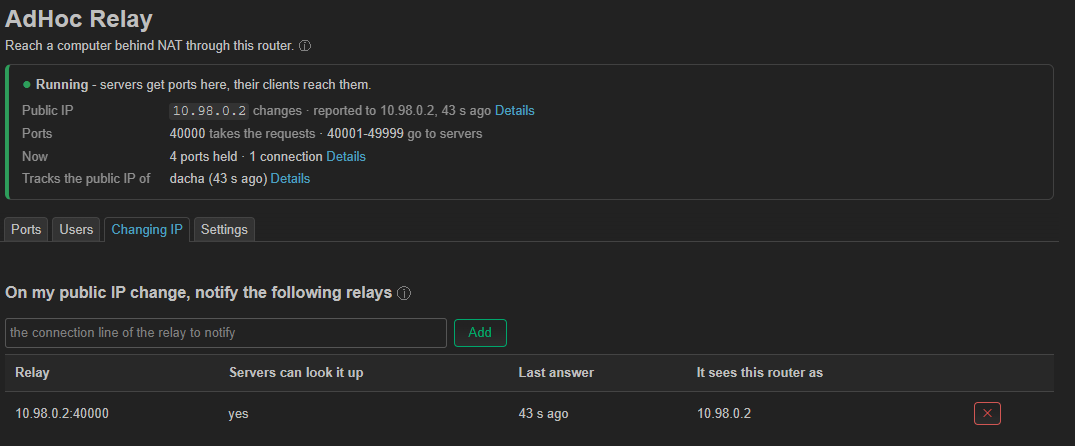 AdHoc Relay
Reach a computer behind NAT through this router. ⓘ
● Running - servers get ports here, their clients reach them.
Public IP 10.98.0.2 changes · reported to 10.98.0.2, 43 s ago Details
Ports 40000 takes the requests · 40001-49999 go to servers
Now 4 ports held · 1 connection Details
Tracks the public IP of dacha (43 s ago) Details
Ports Users Changing IP Settings
On my public IP change, notify the following relays ⓘ
the connection line of the relay to notify Add
Relay Servers can look it up Last answer It sees this router as
10.98.0.2:40000 yes 43 s ago 10.98.0.2 ×